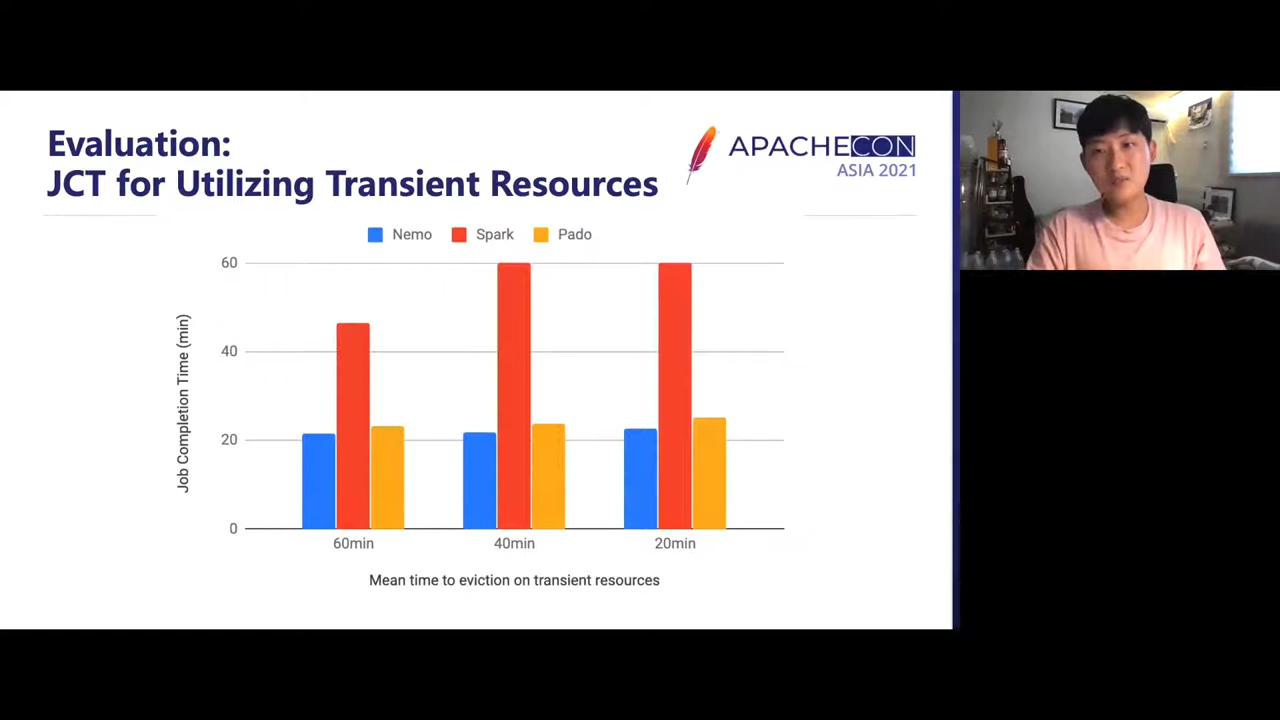 Evaluation:
JCT for Utilizing Transient Resources
APACHECON
ASIA 2021
Nemo Spark Pado
Job Completion Time (min)
60
40
20
0
60min 40min 20min
Mean time to eviction on transient resources